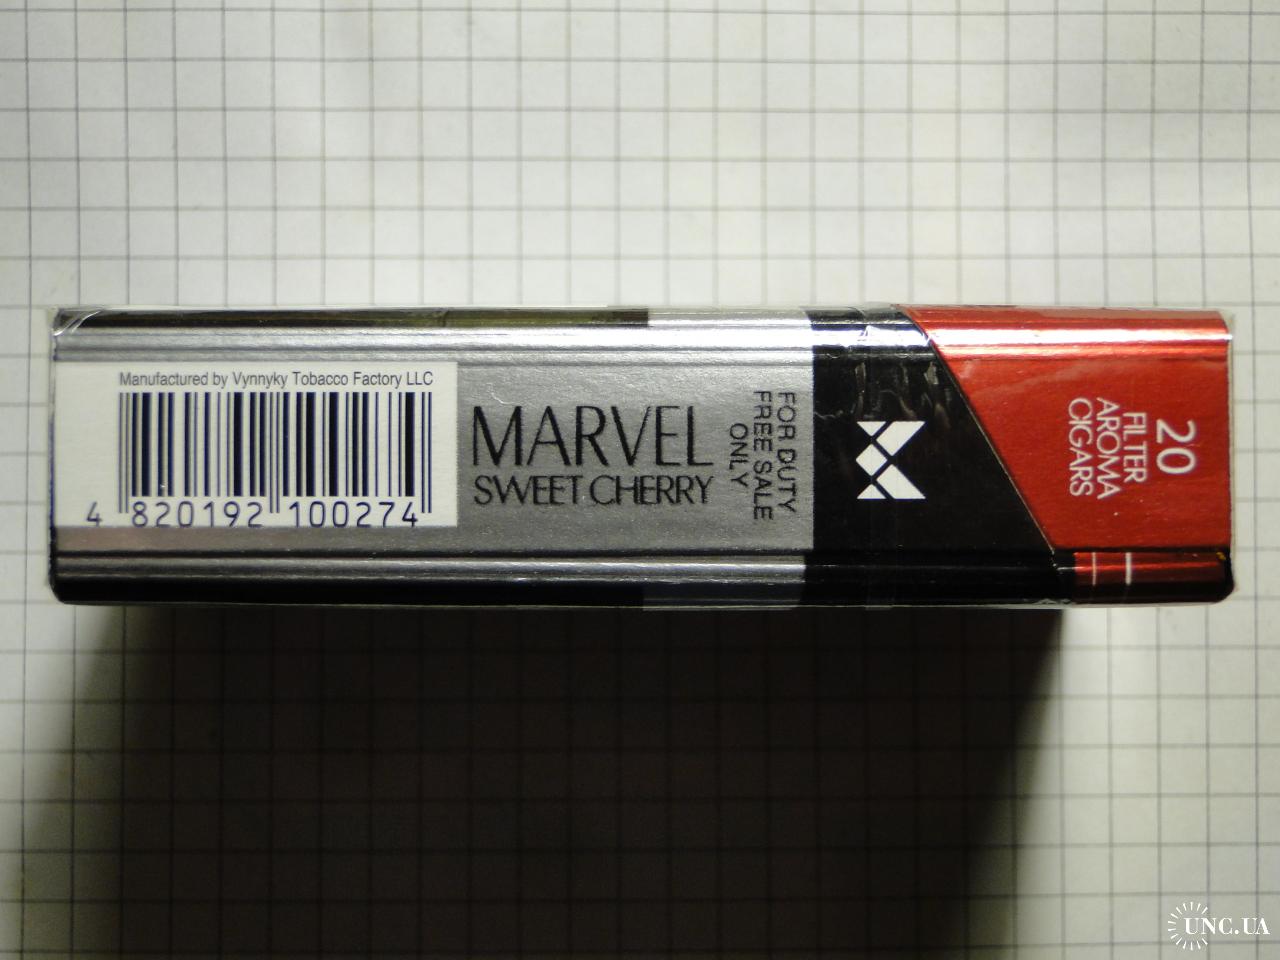 Manufactured by Vynnyky Tobacco Factory LLC
4 820192 100274
MARVEL
SWEET CHERRY
FOR DUTY
FREE SALE
ONLY
20
FILTER
AROMA
CIGARS
UNC.UA